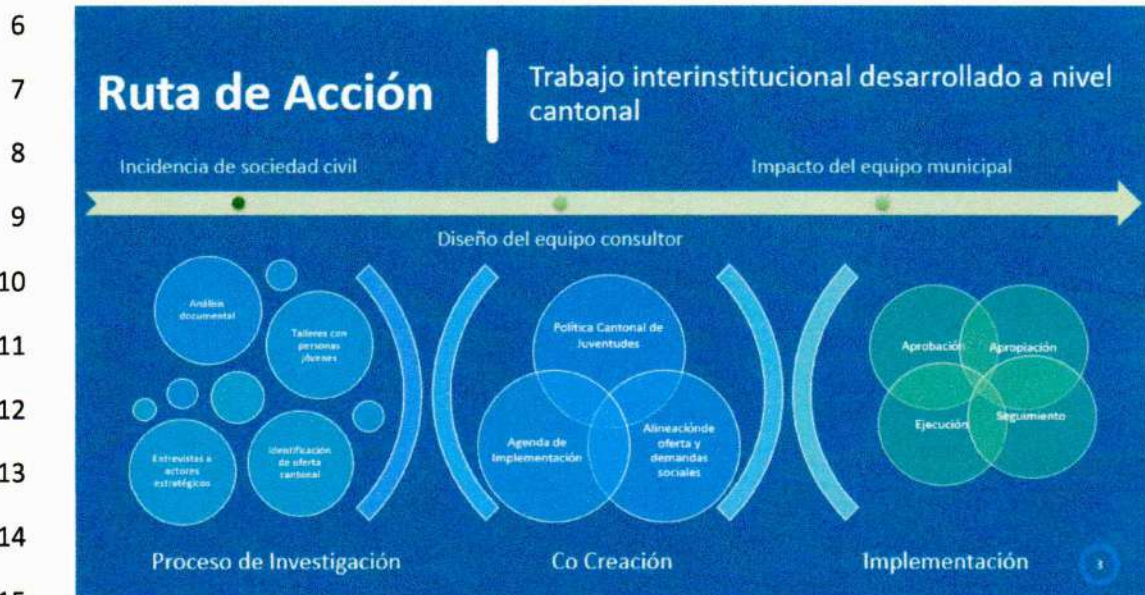 6
7
8
9
10
11
12
13
14
15
Ruta de Acción
Trabajo interinstitucional desarrollado a nivel
cantonal
Incidencia de sociedad civil
Impacto del equipo municipal
Diseño del equipo consultor
Análisis
documental
Talleres con
personas
jóvenes
Entrevistas a
actores
estratégicos
Identificación
de oferta
cantonal
Proceso de Investigación
Política Cantonal de
Juventudes
Agenda de
Implementación
Alineaciónde
oferta y
demandas
sociales
Co Creación
Aprobación
Apropiación
Ejecución
Seguimiento
Implementación
3